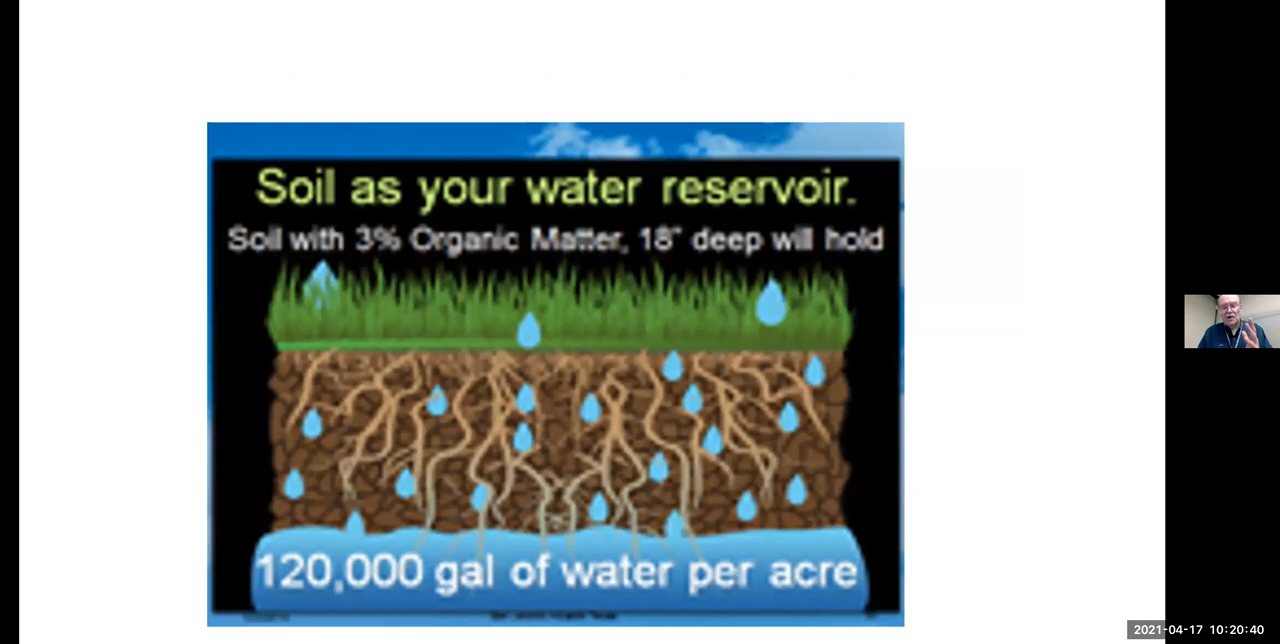 Soil as your water reservoir.
Soil with 3% Organic Matter, 18" deep will hold
120,000 gal of water per acre
2021-04-17 10:20:40